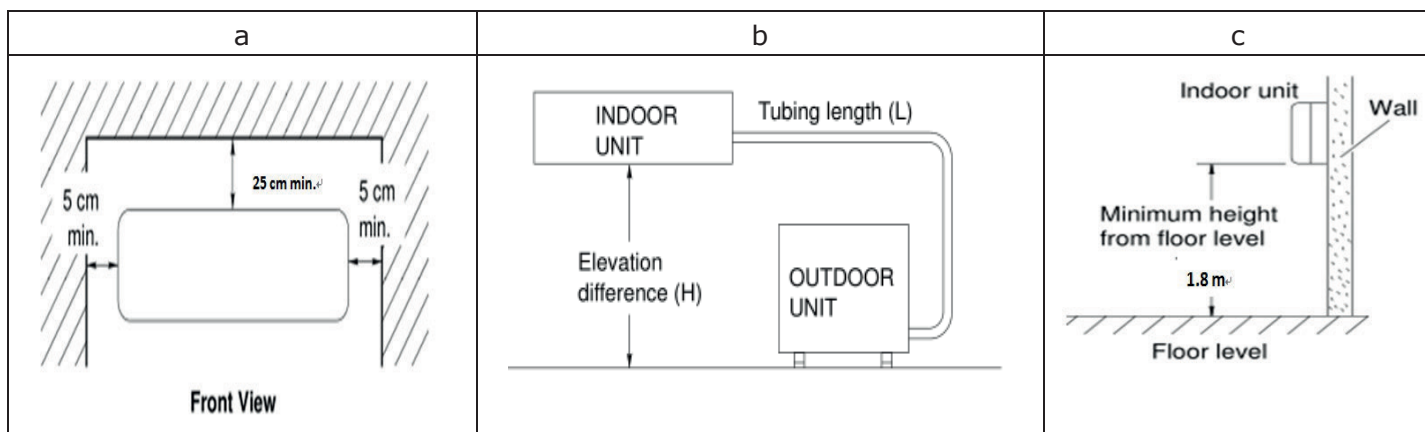 a
b
c
25 cm min.
5 cm
min.
5 cm
min.
Front View
INDOOR
UNIT
Tubing length (L)
Elevation
difference (H)
OUTDOOR
UNIT
Indoor unit
Wall
Minimum height
from floor level
1.8 m
Floor level